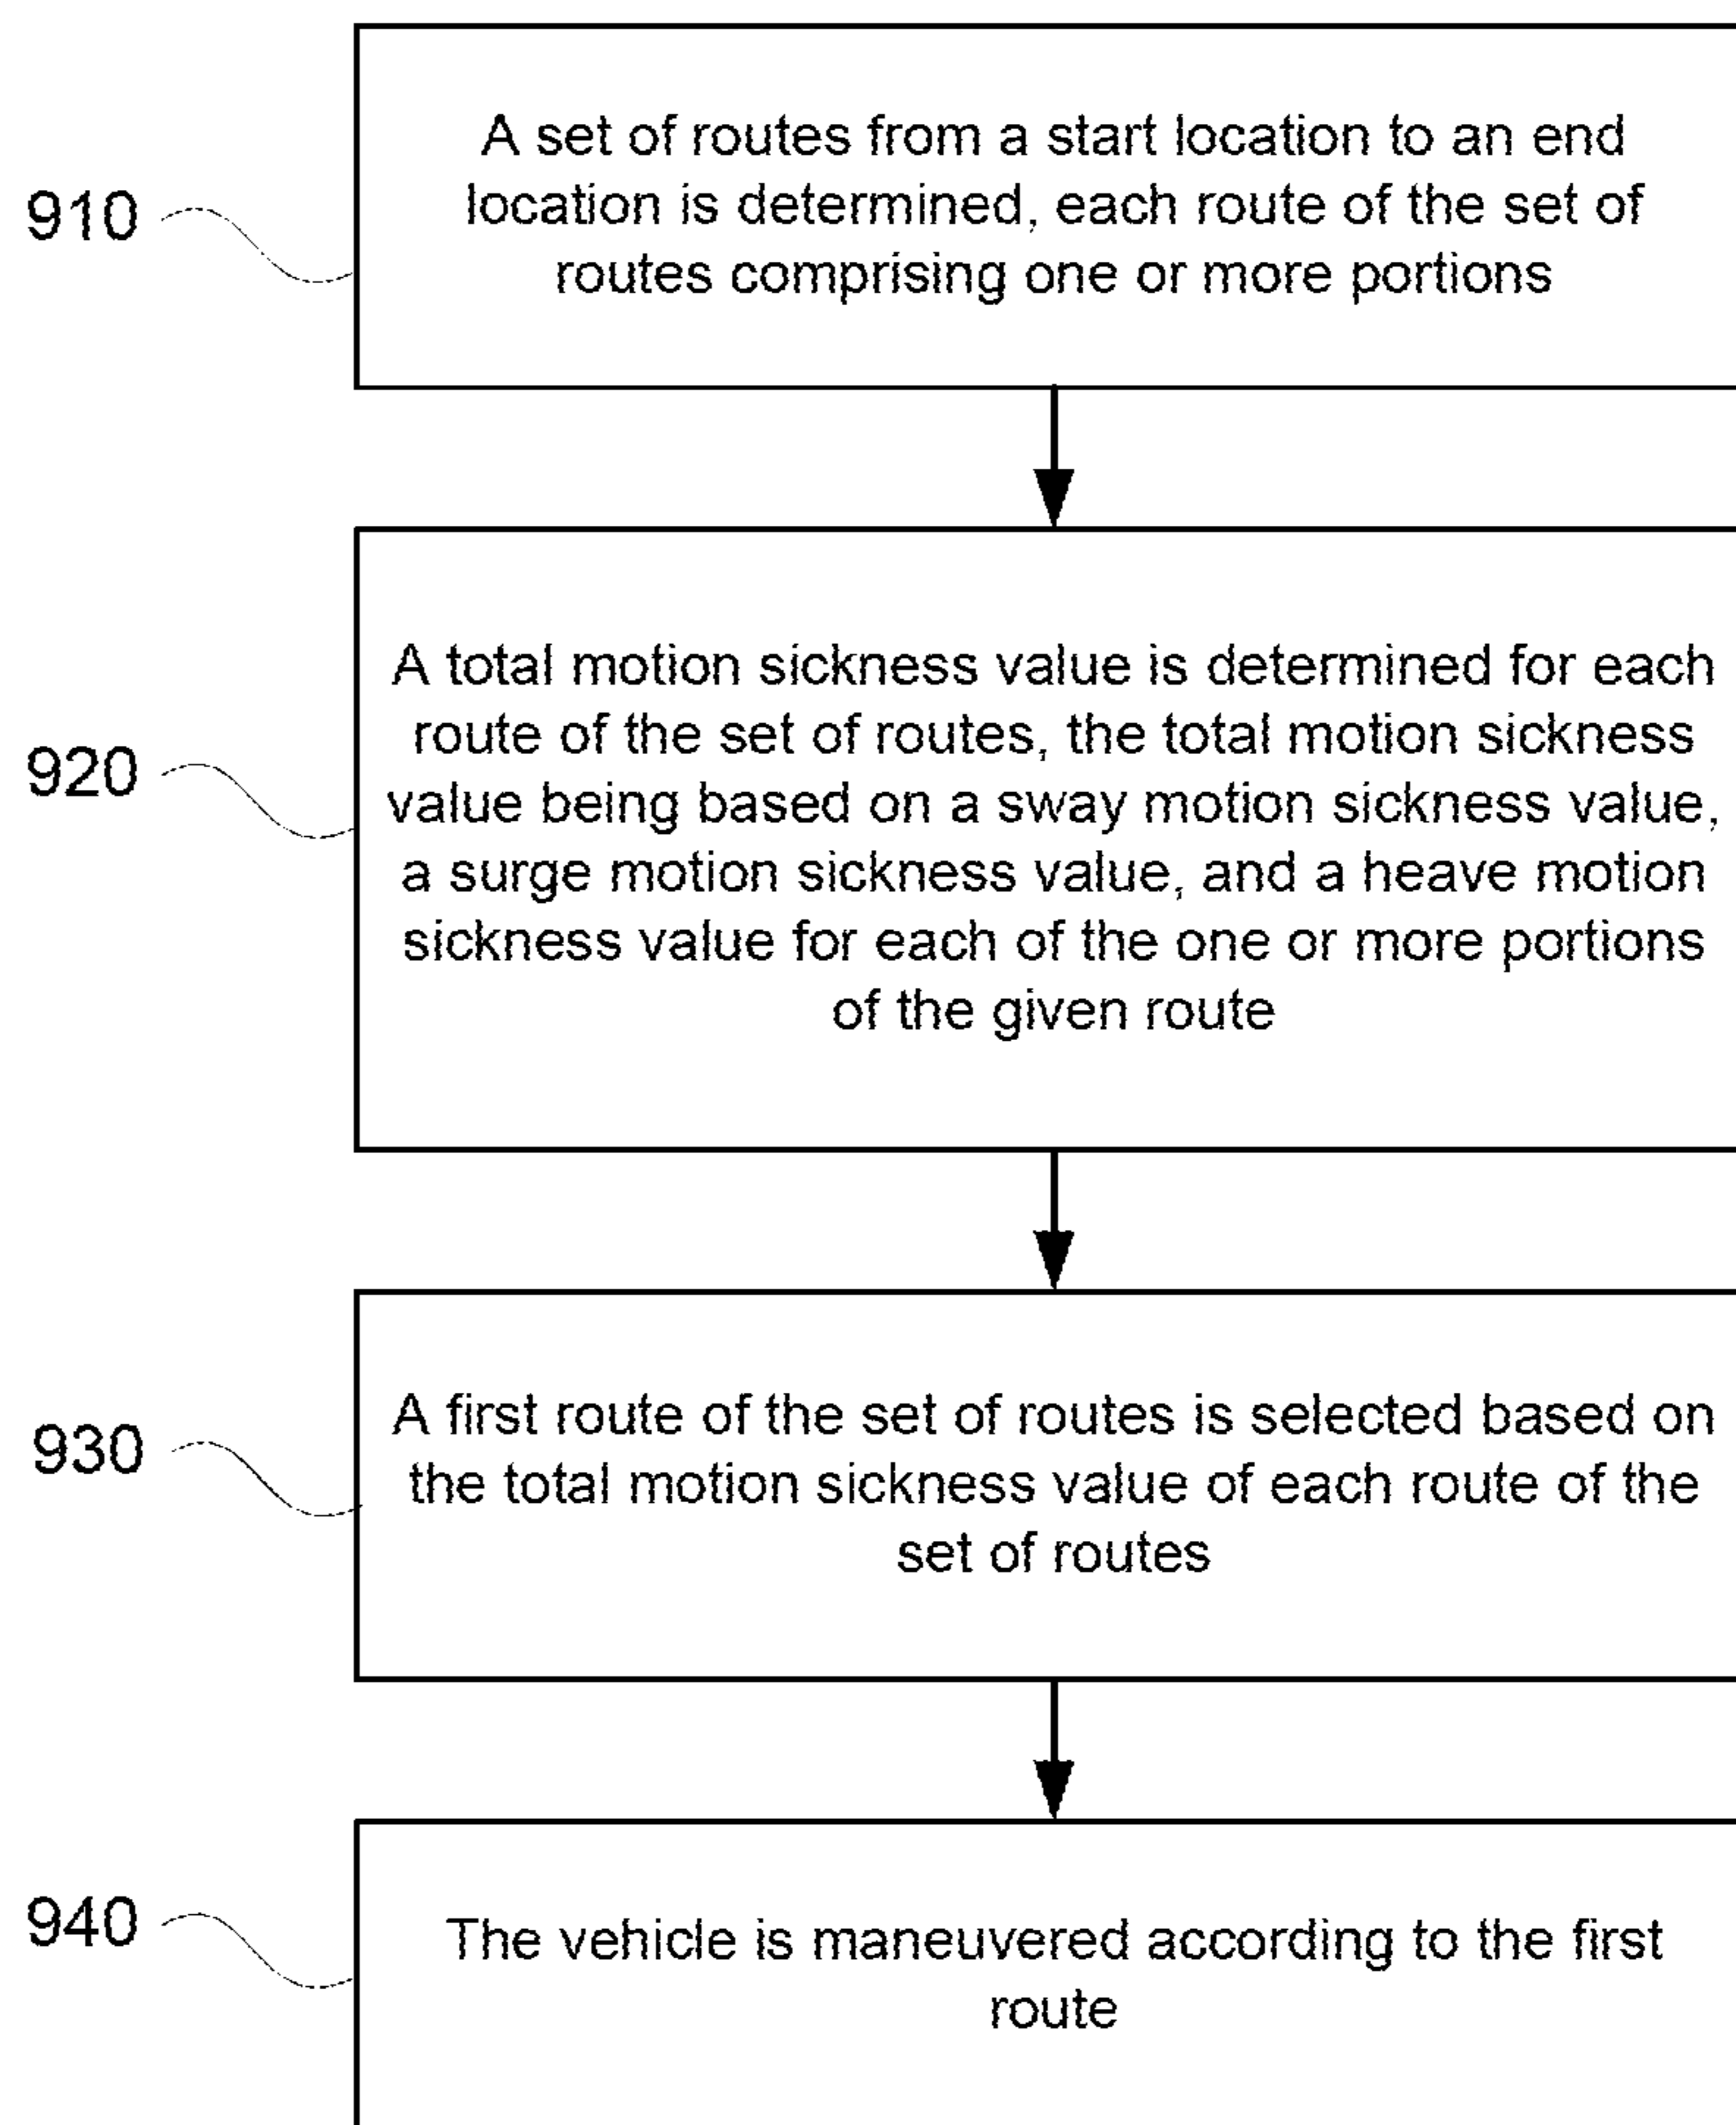 A set of routes from a start location to an end
910
location is determined, each route of the set of
routes comprising one or more portions
A total motion sickness value is determined for each
route of the set of routes, the total motion sickness
920
value being based on a sway motion sickness value,
a surge motion sickness value, and a heave motion
sickness value for each of the one or more portions
of the given route
A first route of the set of routes is selected based on
930
the total motion sickness value of each route of the
set of routes
940
The vehicle is maneuvered according to the first
route